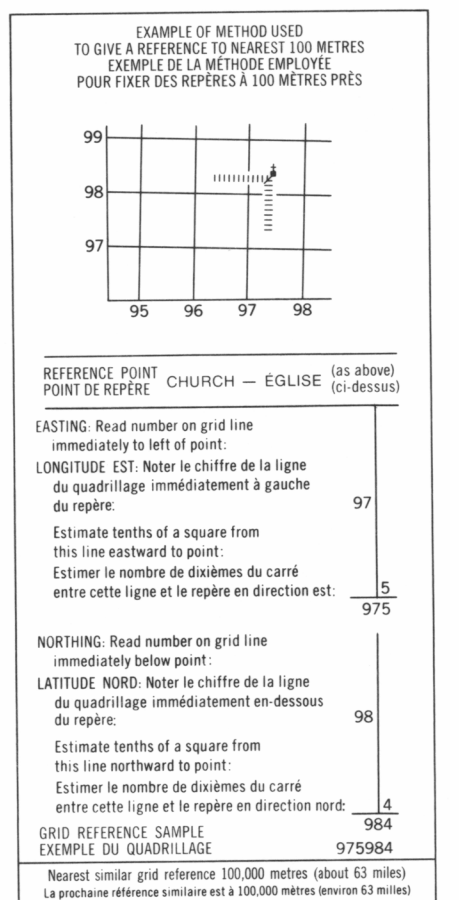 EXAMPLE OF METHOD USED
TO GIVE A REFERENCE TO NEAREST 100 METRES
EXEMPLE DE LA MÉTHODE EMPLOYÉE
POUR FIXER DES REPÈRES À 100 MÈTRES PRÈS
99
98
97
95 96 97 98
REFERENCE POINT
POINT DE REPÈRE CHURCH — ÉGLISE (as above)
(ci-dessus)
EASTING: Read number on grid line
immediately to left of point:
LONGITUDE EST: Noter le chiffre de la ligne
du quadrillage immédiatement à gauche
du repère: 97
Estimate tenths of a square from
this line eastward to point:
Estimer le nombre de dixièmes du carré
entre cette ligne et le repère en direction est: 5
975
NORTHING: Read number on grid line
immediately below point:
LATITUDE NORD: Noter le chiffre de la ligne
du quadrillage immédiatement en-dessous
du repère: 98
Estimate tenths of a square from
this line northward to point:
Estimer le nombre de dixièmes du carré
entre cette ligne et le repère en direction nord: 4
984
GRID REFERENCE SAMPLE
EXEMPLE DU QUADRILLAGE 975984
Nearest similar grid reference 100,000 metres (about 63 miles)
La prochaine référence similaire est à 100,000 mètres (environ 63 milles)